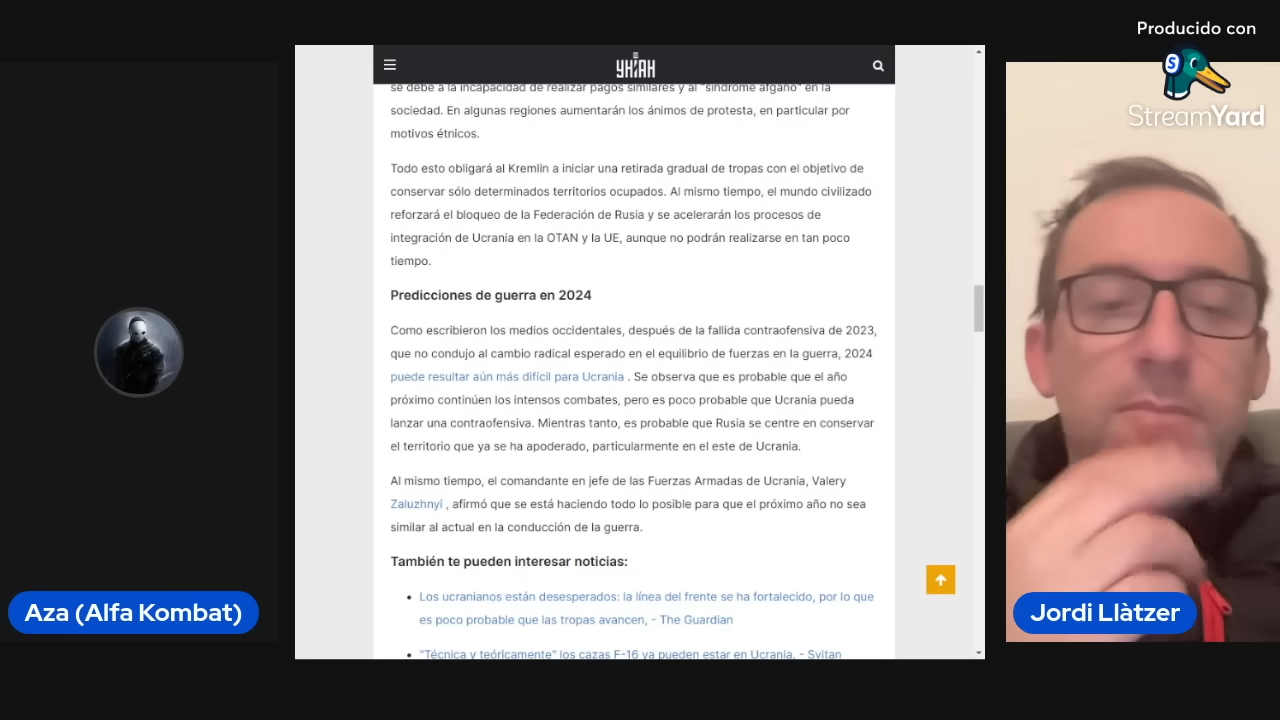 Producido con
StreamYard
S
УНІАН
se debe a la incapacidad de realizar pagos similares y al "síndrome afgano" en la
sociedad. En algunas regiones aumentarán los ánimos de protesta, en particular por
motivos étnicos.
Todo esto obligará al Kremlin a iniciar una retirada gradual de tropas con el objetivo de
conservar sólo determinados territorios ocupados. Al mismo tiempo, el mundo civilizado
reforzará el bloqueo de la Federación de Rusia y se acelerarán los procesos de
integración de Ucrania en la OTAN y la UE, aunque no podrán realizarse en tan poco
tiempo.
Predicciones de guerra en 2024
Como escribieron los medios occidentales, después de la fallida contraofensiva de 2023,
que no condujo al cambio radical esperado en el equilibrio de fuerzas en la guerra, 2024
puede resultar aún más difícil para Ucrania . Se observa que es probable que el año
próximo continúen los intensos combates, pero es poco probable que Ucrania pueda
lanzar una contraofensiva. Mientras tanto, es probable que Rusia se centre en conservar
el territorio que ya se ha apoderado, particularmente en el este de Ucrania.
Al mismo tiempo, el comandante en jefe de las Fuerzas Armadas de Ucrania, Valery
Zaluzhnyi , afirmó que se está haciendo todo lo posible para que el próximo año no sea
similar al actual en la conducción de la guerra.
También te pueden interesar noticias:
Los ucranianos están desesperados: la línea del frente se ha fortalecido, por lo que
es poco probable que las tropas avancen, - The Guardian
"Técnica y teóricamente" los cazas F-16 ya pueden estar en Ucrania, - Svitan
Aza (Alfa Kombat)
Jordi Llàtzer